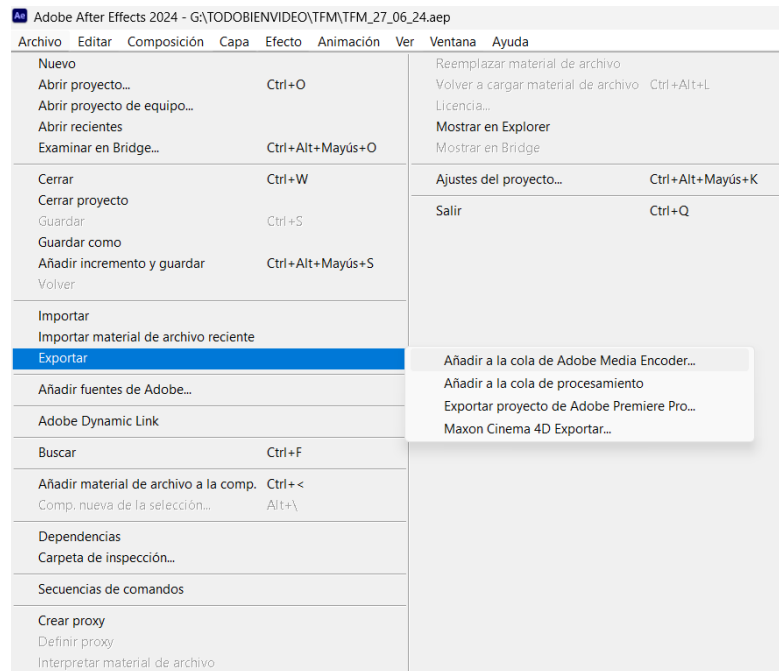 Ae Adobe After Effects 2024 - G:\TODOBIENVIDEO\TFM\TFM_27_06_24.aep
Archivo Editar Composición Capa Efecto Animación Ver Ventana Ayuda
Nuevo
Abrir proyecto... Ctrl+O
Abrir proyecto de equipo...
Abrir recientes
Examinar en Bridge... Ctrl+Alt+Mayús+O
Cerrar Ctrl+W
Cerrar proyecto
Guardar Ctrl+S
Guardar como
Añadir incremento y guardar Ctrl+Alt+Mayús+S
Volver
Importar
Importar material de archivo reciente
Exportar
Añadir fuentes de Adobe...
Adobe Dynamic Link
Buscar Ctrl+F
Añadir material de archivo a la comp. Ctrl+<
Comp. nueva de la selección... Alt+\
Dependencias
Carpeta de inspección...
Secuencias de comandos
Crear proxy
Definir proxy
Interpretar material de archivo
Reemplazar material de archivo
Volver a cargar material de archivo Ctrl+Alt+L
Licencia...
Mostrar en Explorer
Mostrar en Bridge
Ajustes del proyecto... Ctrl+Alt+Mayús+K
Salir Ctrl+Q
Añadir a la cola de Adobe Media Encoder...
Añadir a la cola de procesamiento
Exportar proyecto de Adobe Premiere Pro...
Maxon Cinema 4D Exportar...